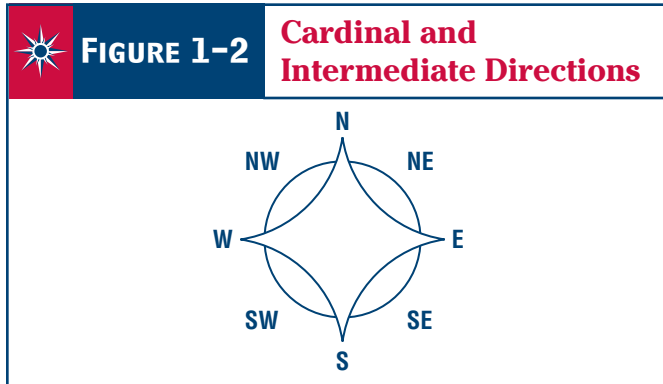 FIGURE 1-2
Cardinal and
Intermediate Directions
N
NW
NE
W
E
SW
SE
S